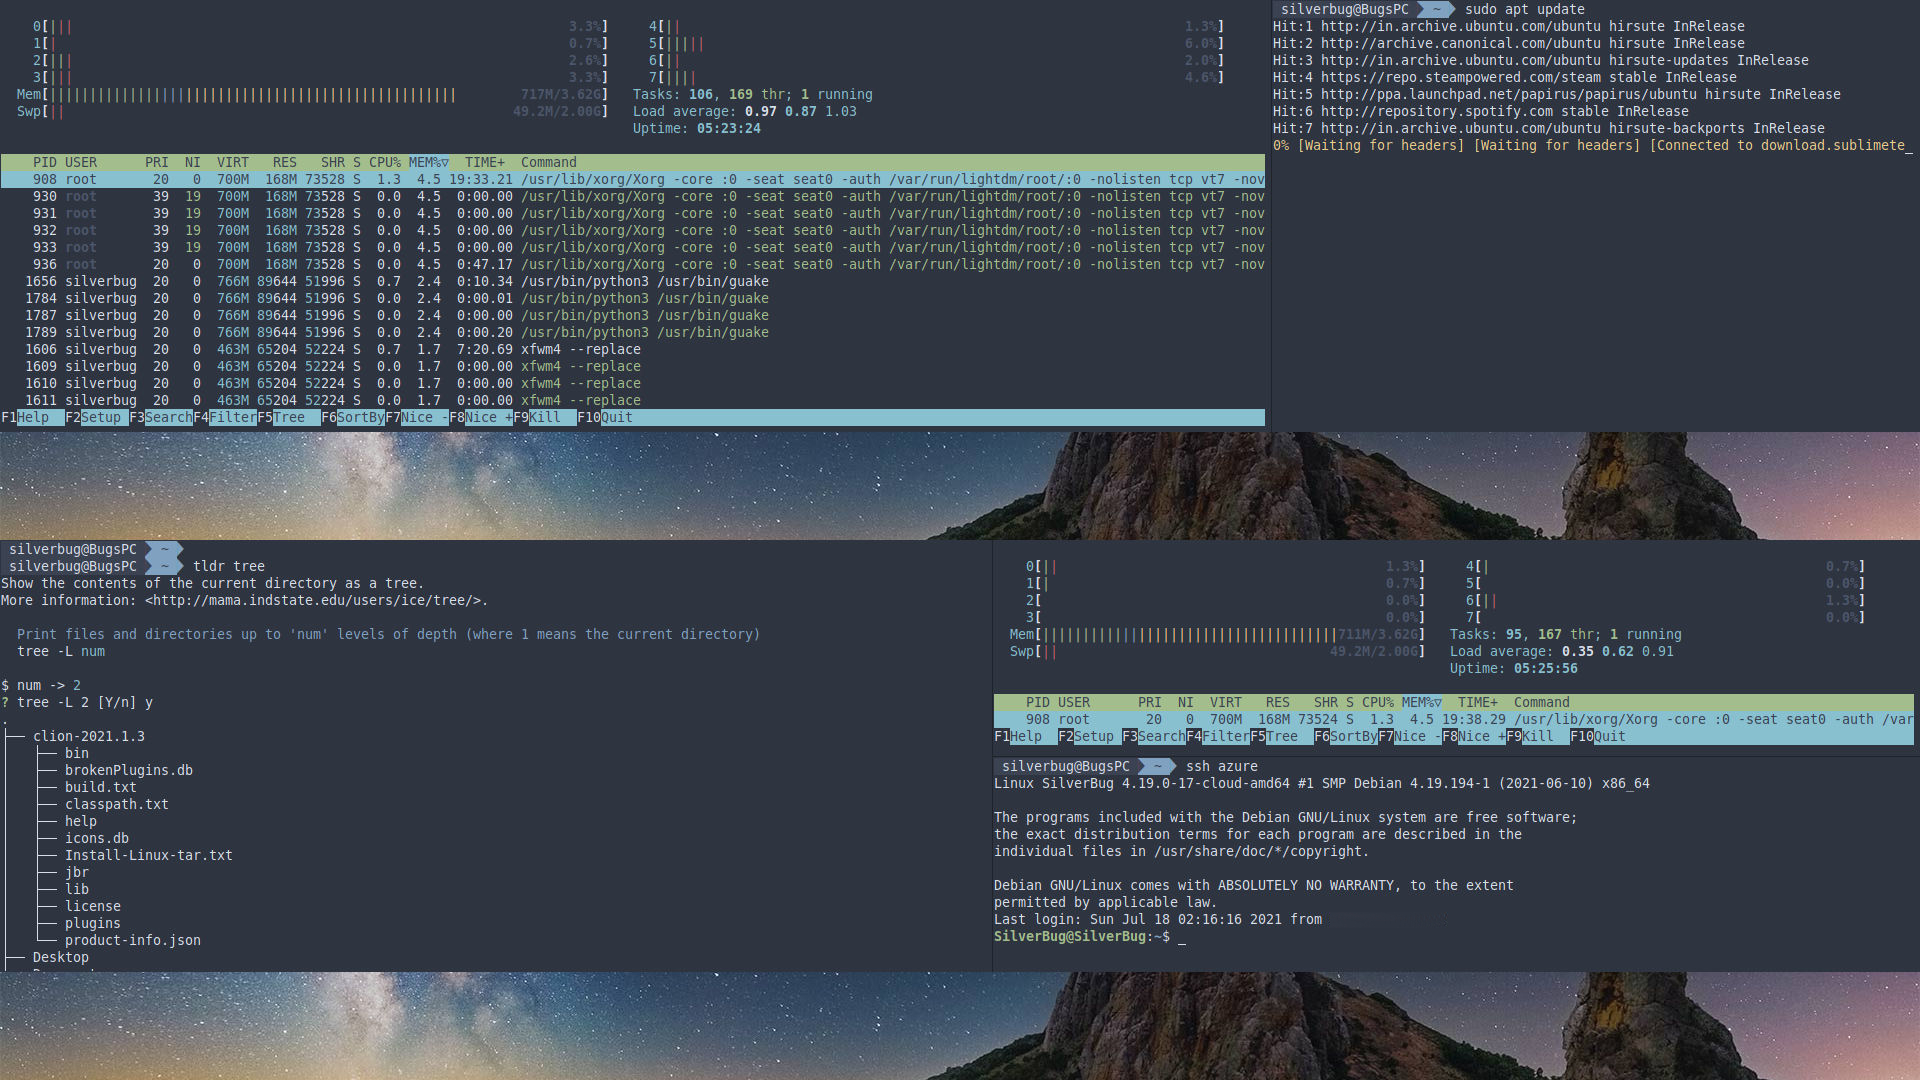 0[||| 3.3%] 4[|| 1.3%]
1[| 0.7%] 5[||||| 6.0%]
2[||| 2.6%] 6[|| 2.0%]
3[||| 3.3%] 7[|||| 4.6%]
Mem[||||||||||||||||||||||||||||||||||||||||||||||||||| 717M/3.62G] Tasks: 106, 169 thr; 1 running
Swp[|| 49.2M/2.00G] Load average: 0.97 0.87 1.03
Uptime: 05:23:24
PID USER PRI NI VIRT RES SHR S CPU% MEM%▽ TIME+ Command
908 root 20 0 700M 168M 73528 S 1.3 4.5 19:33.21 /usr/lib/xorg/Xorg -core :0 -seat seat0 -auth /var/run/lightdm/root/:0 -nolisten tcp vt7 -nov
930 root 39 19 700M 168M 73528 S 0.0 4.5 0:00.00 /usr/lib/xorg/Xorg -core :0 -seat seat0 -auth /var/run/lightdm/root/:0 -nolisten tcp vt7 -nov
931 root 39 19 700M 168M 73528 S 0.0 4.5 0:00.00 /usr/lib/xorg/Xorg -core :0 -seat seat0 -auth /var/run/lightdm/root/:0 -nolisten tcp vt7 -nov
932 root 39 19 700M 168M 73528 S 0.0 4.5 0:00.00 /usr/lib/xorg/Xorg -core :0 -seat seat0 -auth /var/run/lightdm/root/:0 -nolisten tcp vt7 -nov
933 root 39 19 700M 168M 73528 S 0.0 4.5 0:00.00 /usr/lib/xorg/Xorg -core :0 -seat seat0 -auth /var/run/lightdm/root/:0 -nolisten tcp vt7 -nov
936 root 20 0 700M 168M 73528 S 0.0 4.5 0:47.17 /usr/lib/xorg/Xorg -core :0 -seat seat0 -auth /var/run/lightdm/root/:0 -nolisten tcp vt7 -nov
1656 silverbug 20 0 766M 89644 51996 S 0.7 2.4 0:10.34 /usr/bin/python3 /usr/bin/guake
1784 silverbug 20 0 766M 89644 51996 S 0.0 2.4 0:00.01 /usr/bin/python3 /usr/bin/guake
1787 silverbug 20 0 766M 89644 51996 S 0.0 2.4 0:00.00 /usr/bin/python3 /usr/bin/guake
1789 silverbug 20 0 766M 89644 51996 S 0.0 2.4 0:00.20 /usr/bin/python3 /usr/bin/guake
1606 silverbug 20 0 463M 65204 52224 S 0.7 1.7 7:20.69 xfwm4 --replace
1609 silverbug 20 0 463M 65204 52224 S 0.0 1.7 0:00.00 xfwm4 --replace
1610 silverbug 20 0 463M 65204 52224 S 0.0 1.7 0:00.00 xfwm4 --replace
1611 silverbug 20 0 463M 65204 52224 S 0.0 1.7 0:00.00 xfwm4 --replace
F1Help F2Setup F3SearchF4FilterF5Tree F6SortByF7Nice -F8Nice +F9Kill F10Quit
silverbug@BugsPC ~ sudo apt update
Hit:1 http://in.archive.ubuntu.com/ubuntu hirsute InRelease
Hit:2 http://archive.canonical.com/ubuntu hirsute InRelease
Hit:3 http://in.archive.ubuntu.com/ubuntu hirsute-updates InRelease
Hit:4 https://repo.steampowered.com/steam stable InRelease
Hit:5 http://ppa.launchpad.net/papirus/papirus/ubuntu hirsute InRelease
Hit:6 http://repository.spotify.com stable InRelease
Hit:7 http://in.archive.ubuntu.com/ubuntu hirsute-backports InRelease
0% [Waiting for headers] [Waiting for headers] [Connected to download.sublimete_
silverbug@BugsPC ~
silverbug@BugsPC ~ tldr tree
Show the contents of the current directory as a tree.
More information: <http://mama.indstate.edu/users/ice/tree/>.
Print files and directories up to 'num' levels of depth (where 1 means the current directory)
tree -L num
$ num -> 2
? tree -L 2 [Y/n] y
.
├── clion-2021.1.3
│   ├── bin
│   ├── brokenPlugins.db
│   ├── build.txt
│   ├── classpath.txt
│   ├── help
│   ├── icons.db
│   ├── Install-Linux-tar.txt
│   ├── jbr
│   ├── lib
│   ├── license
│   ├── plugins
│   └── product-info.json
├── Desktop
0[|| 1.3%] 4[| 0.7%]
1[| 0.7%] 5[ 0.0%]
2[ 0.0%] 6[|| 1.3%]
3[ 0.0%] 7[ 0.0%]
Mem[|||||||||||||||||||||||||||||||||||||711M/3.62G] Tasks: 95, 167 thr; 1 running
Swp[|| 49.2M/2.00G] Load average: 0.35 0.62 0.91
Uptime: 05:25:56
PID USER PRI NI VIRT RES SHR S CPU% MEM%▽ TIME+ Command
908 root 20 0 700M 168M 73524 S 1.3 4.5 19:38.29 /usr/lib/xorg/Xorg -core :0 -seat seat0 -auth /var
F1Help F2Setup F3SearchF4FilterF5Tree F6SortByF7Nice -F8Nice +F9Kill F10Quit
silverbug@BugsPC ~ ssh azure
Linux SilverBug 4.19.0-17-cloud-amd64 #1 SMP Debian 4.19.194-1 (2021-06-10) x86_64
The programs included with the Debian GNU/Linux system are free software;
the exact distribution terms for each program are described in the
individual files in /usr/share/doc/*/copyright.
Debian GNU/Linux comes with ABSOLUTELY NO WARRANTY, to the extent
permitted by applicable law.
Last login: Sun Jul 18 02:16:16 2021 from
SilverBug@SilverBug:~$ _